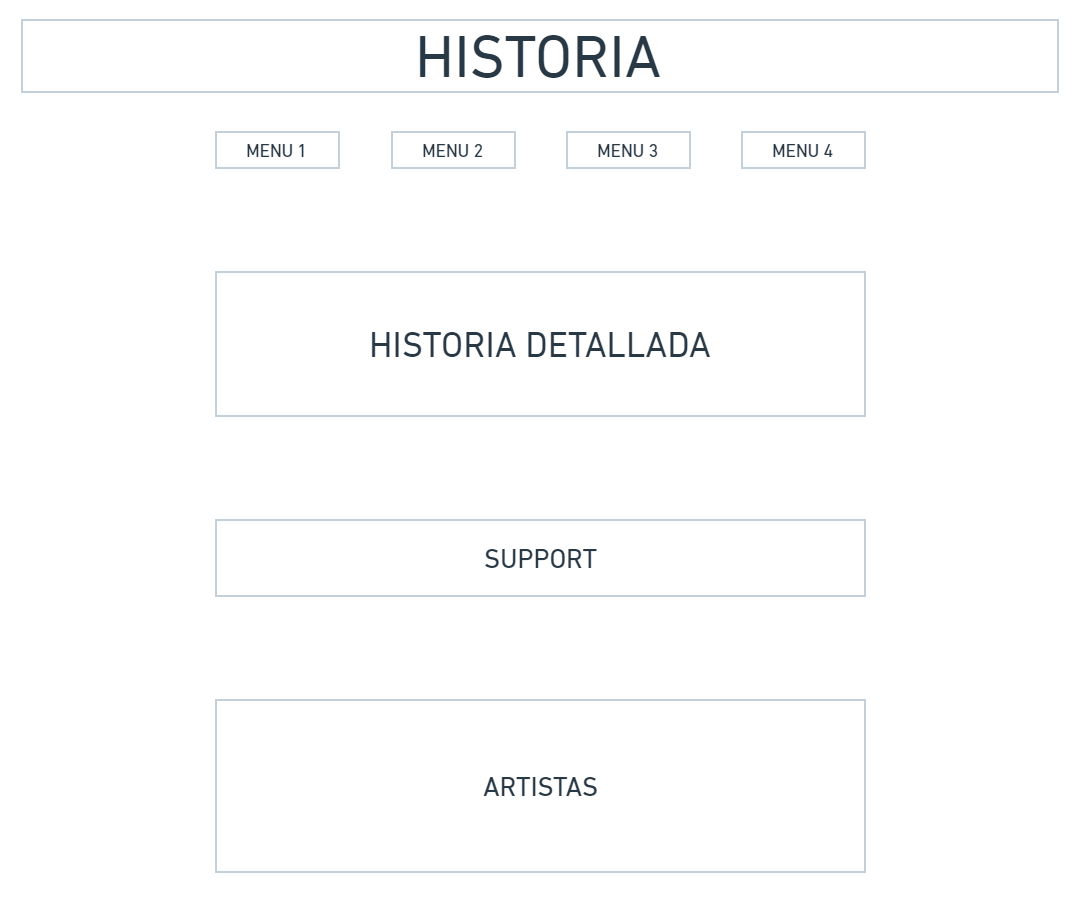 HISTORIA
MENU 1
MENU 2
MENU 3
MENU 4
HISTORIA DETALLADA
SUPPORT
ARTISTAS